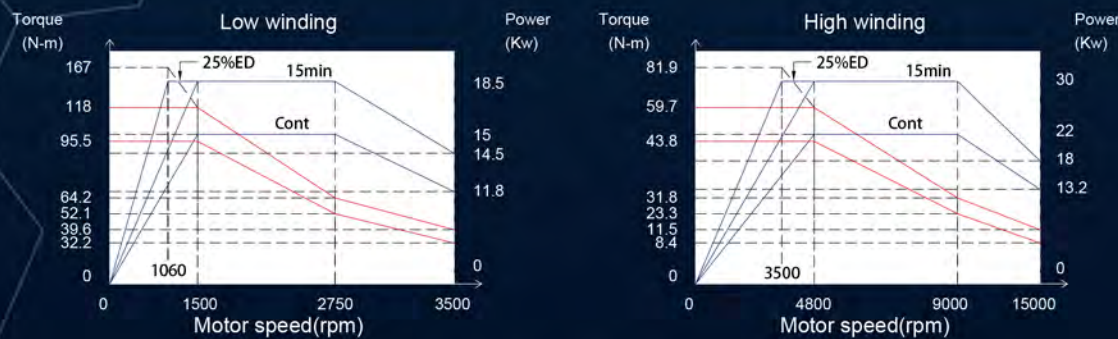 Low winding
Torque
(N-m)
Power
(Kw)
167
118
95.5
64.2
52.1
39.6
32.2
0
25%ED
15min
Cont
18.5
15
14.5
11.8
0
1060
0
1500
2750
3500
Motor speed(rpm)
High winding
Torque
(N-m)
Power
(Kw)
81.9
59.7
43.8
31.8
23.3
11.5
8.4
0
25%ED
15min
Cont
30
22
18
13.2
0
3500
0
4800
9000
15000
Motor speed(rpm)